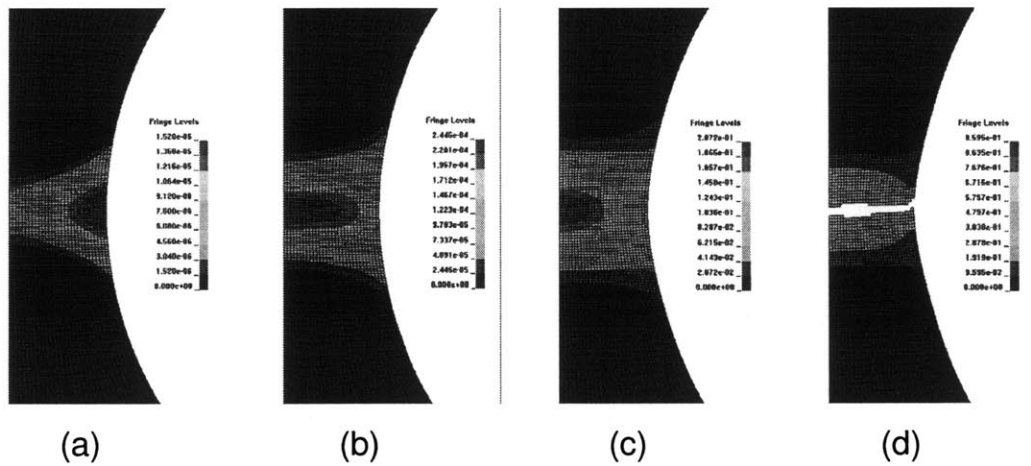 Fringe Levels
1.520e-05
1.368e-05
1.216e-05
1.064e-05
9.120e-06
7.600e-06
6.080e-06
4.560e-06
3.040e-06
1.520e-06
0.000e+00
Fringe Levels
2.446e-04
2.201e-04
1.957e-04
1.712e-04
1.467e-04
1.223e-04
9.783e-05
7.337e-05
4.891e-05
2.446e-05
0.000e+00
Fringe Levels
2.072e-01
1.865e-01
1.657e-01
1.450e-01
1.243e-01
1.036e-01
8.287e-02
6.215e-02
4.143e-02
2.072e-02
0.000e+00
Fringe Levels
9.595e-01
8.635e-01
7.676e-01
6.716e-01
5.757e-01
4.797e-01
3.838e-01
2.878e-01
1.919e-01
9.595e-02
0.000e+00
(a)
(b)
(c)
(d)